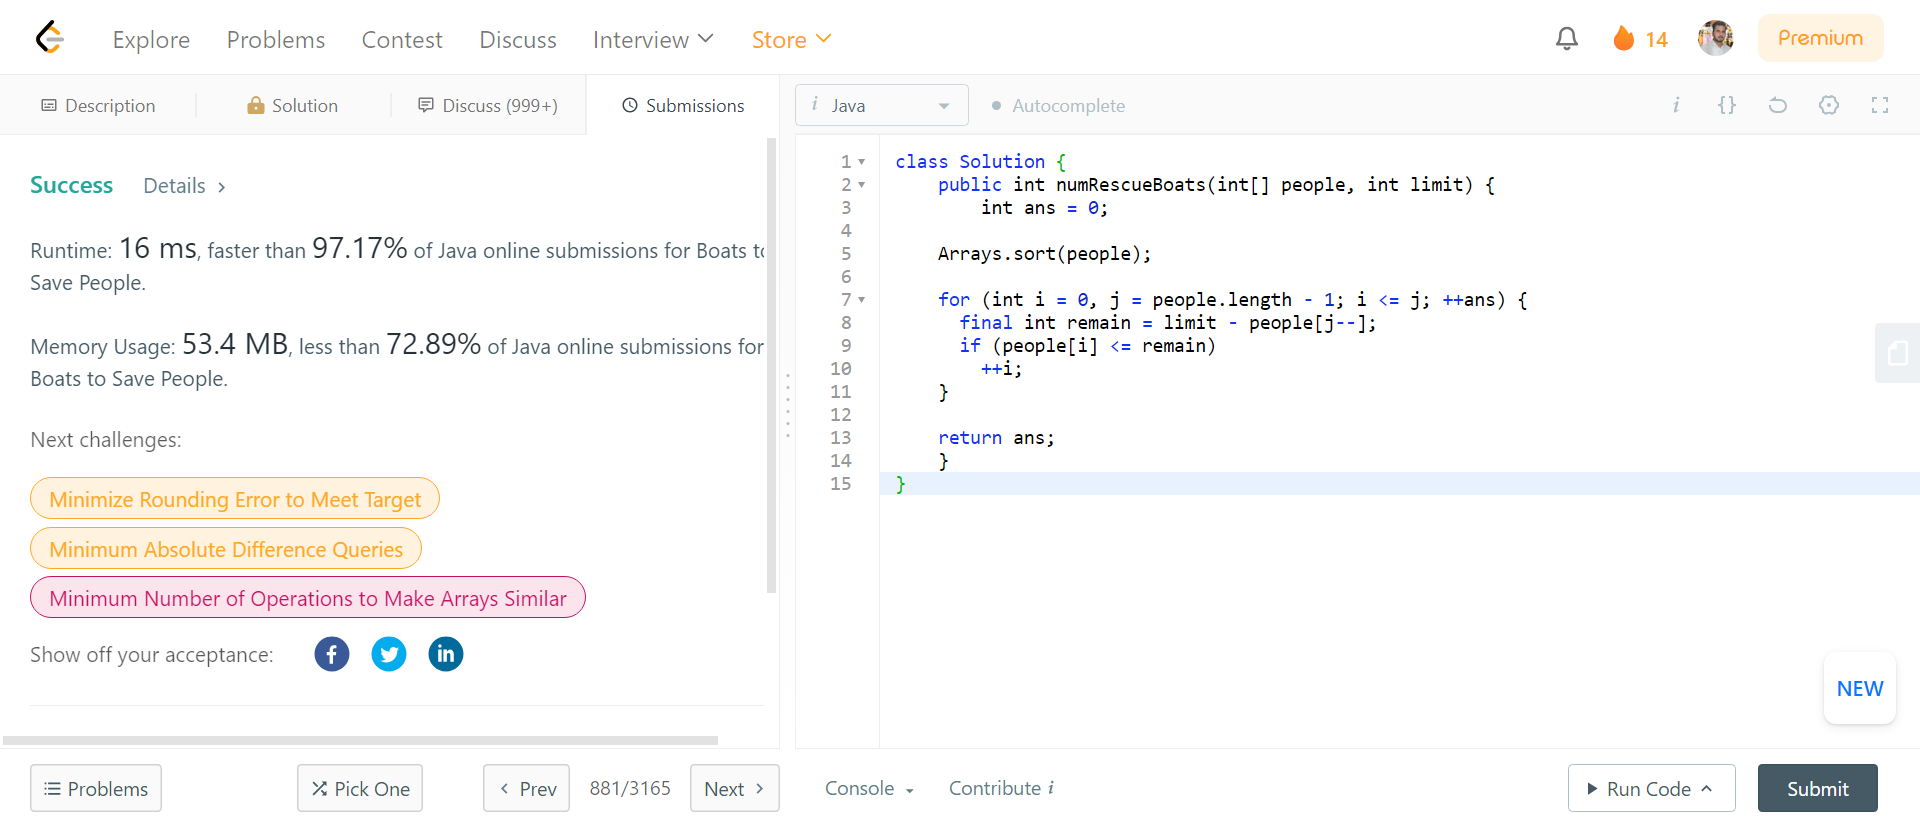 Explore Problems Contest Discuss Interview Store 14 Premium
Description Solution Discuss (999+) Submissions i Java Autocomplete i {}
Success Details
Runtime: 16 ms, faster than 97.17% of Java online submissions for Boats to
Save People.
Memory Usage: 53.4 MB, less than 72.89% of Java online submissions for
Boats to Save People.
Next challenges:
Minimize Rounding Error to Meet Target
Minimum Absolute Difference Queries
Minimum Number of Operations to Make Arrays Similar
Show off your acceptance:
1 class Solution {
2 public int numRescueBoats(int[] people, int limit) {
3 int ans = 0;
4
5 Arrays.sort(people);
6
7 for (int i = 0, j = people.length - 1; i <= j; ++ans) {
8 final int remain = limit - people[j--];
9 if (people[i] <= remain)
10 ++i;
11 }
12
13 return ans;
14 }
15 }
NEW
Problems Pick One Prev 881/3165 Next Console Contribute i Run Code Submit